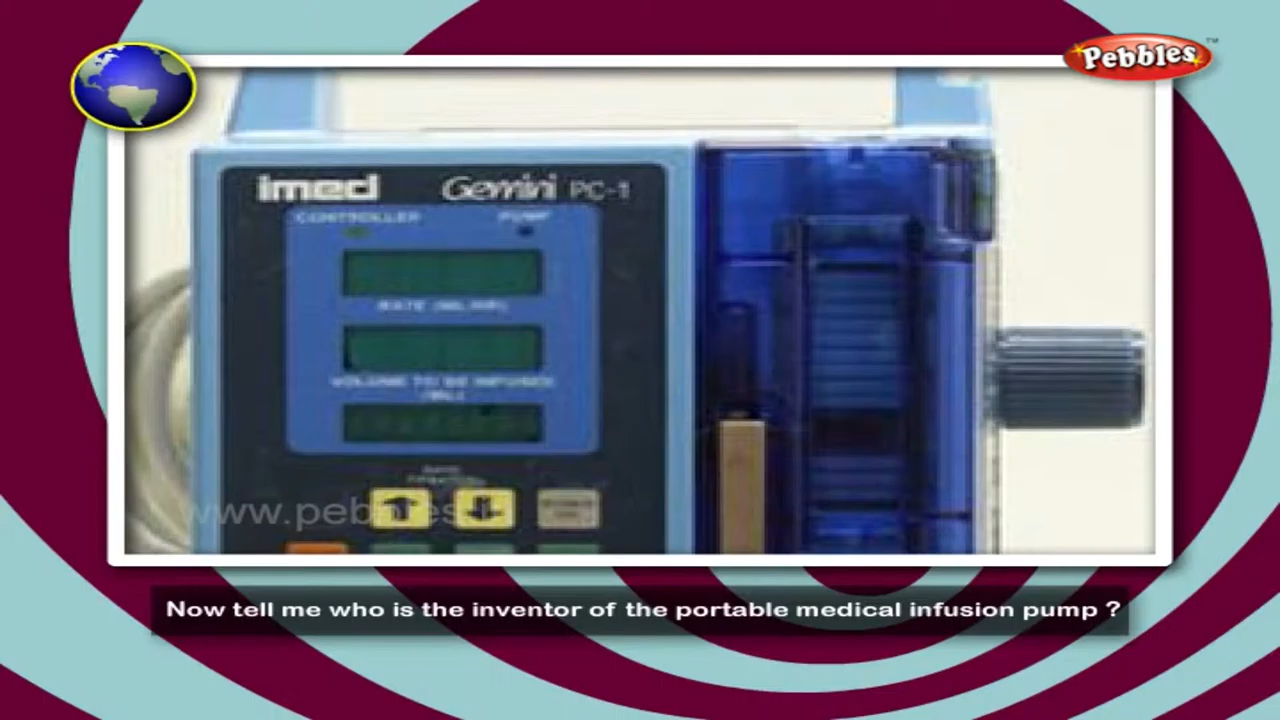 Pebbles™
imed Gemini PC-1
CONTROLLER PUMP
RATE (ML/HR)
VOLUME TO BE INFUSED
(ML)
www.pebbles.
Now tell me who is the inventor of the portable medical infusion pump ?